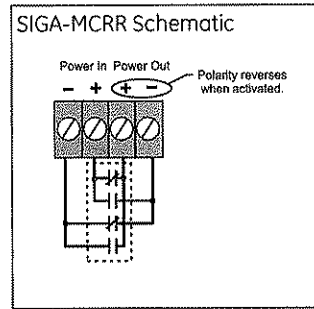 SIGA-MCRR Schematic
Power In Power Out
− + + −
Polarity reverses
when activated.